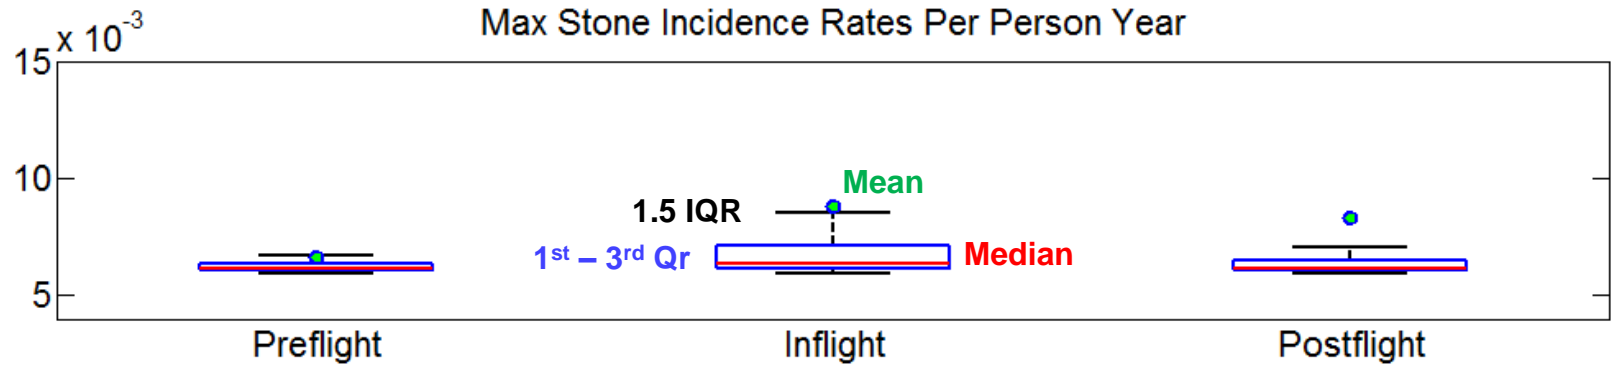 Max Stone Incidence Rates Per Person Year
x 10⁻³
15
10
5
Mean
1.5 IQR
1ˢᵗ – 3ʳᵈ Qr
Median
Preflight
Inflight
Postflight